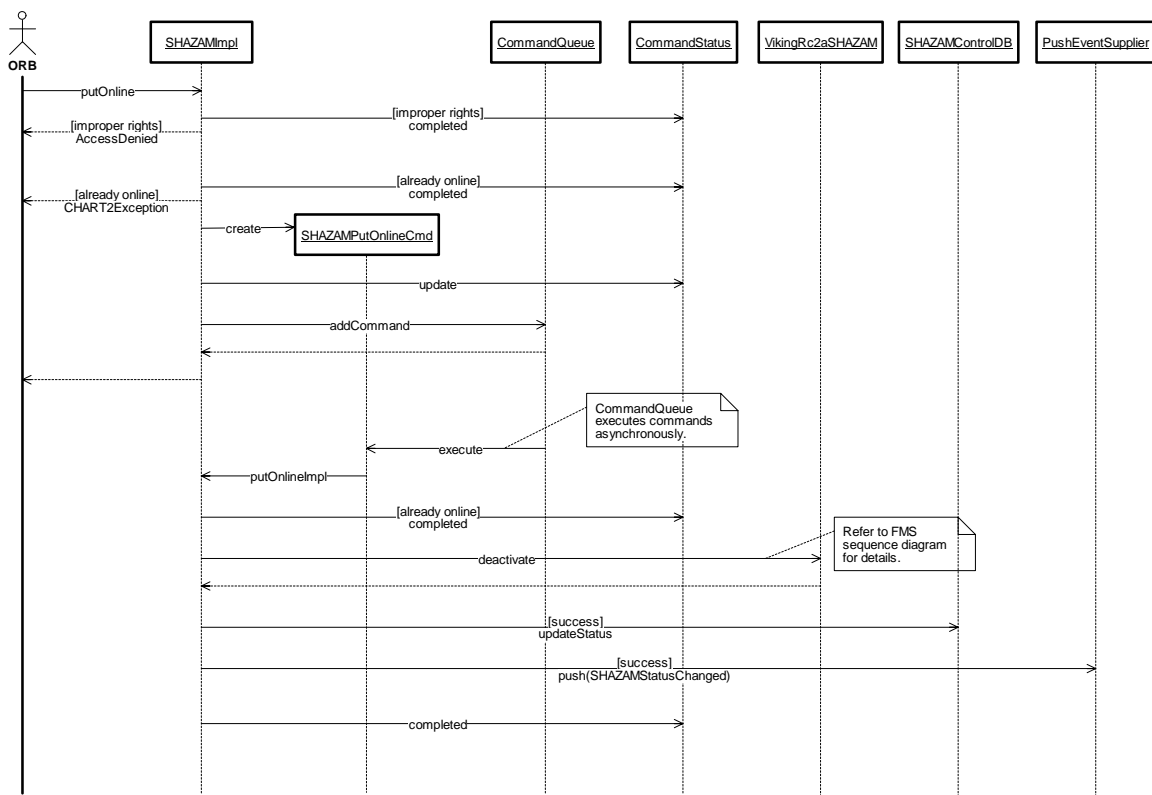 SHAZAMImpl
CommandQueue
CommandStatus
VikingRc2aSHAZAM
SHAZAMControlDB
PushEventSupplier
ORB
putOnline
[improper rights]
completed
[improper rights]
AccessDenied
[already online]
completed
[already online]
CHART2Exception
create
SHAZAMPutOnlineCmd
update
addCommand
CommandQueue
executes commands
asynchronously.
execute
putOnlineImpl
[already online]
completed
Refer to FMS
sequence diagram
for details.
deactivate
[success]
updateStatus
[success]
push(SHAZAMStatusChanged)
completed